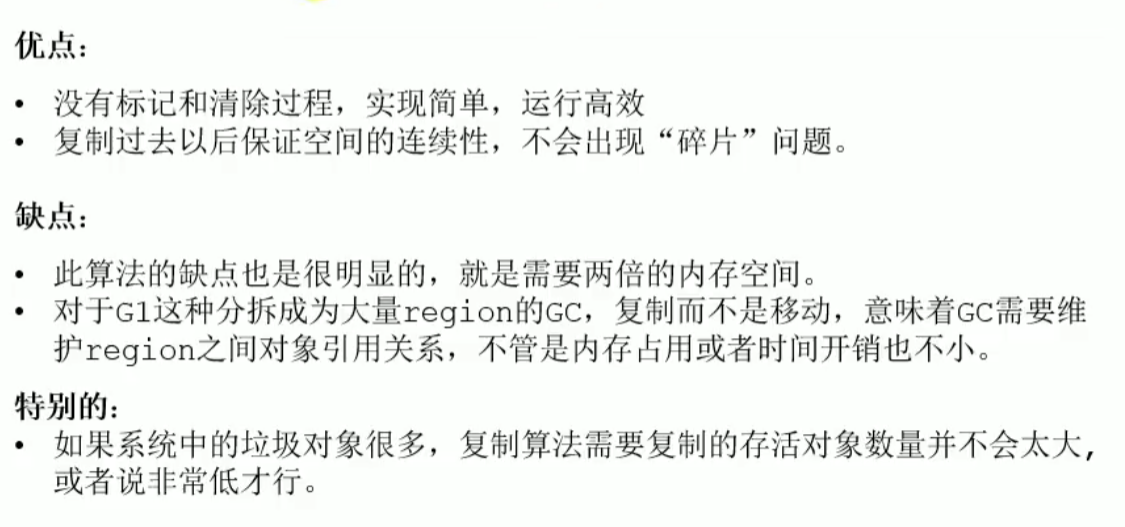 优点：
• 没有标记和清除过程，实现简单，运行高效
• 复制过去以后保证空间的连续性，不会出现“碎片”问题。
缺点：
• 此算法的缺点也是很明显的，就是需要两倍的内存空间。
• 对于G1这种分拆成为大量region的GC，复制而不是移动，意味着GC需要维
护region之间对象引用关系，不管是内存占用或者时间开销也不小。
特别的：
• 如果系统中的垃圾对象很多，复制算法需要复制的存活对象数量并不会太大，
或者说非常低才行。